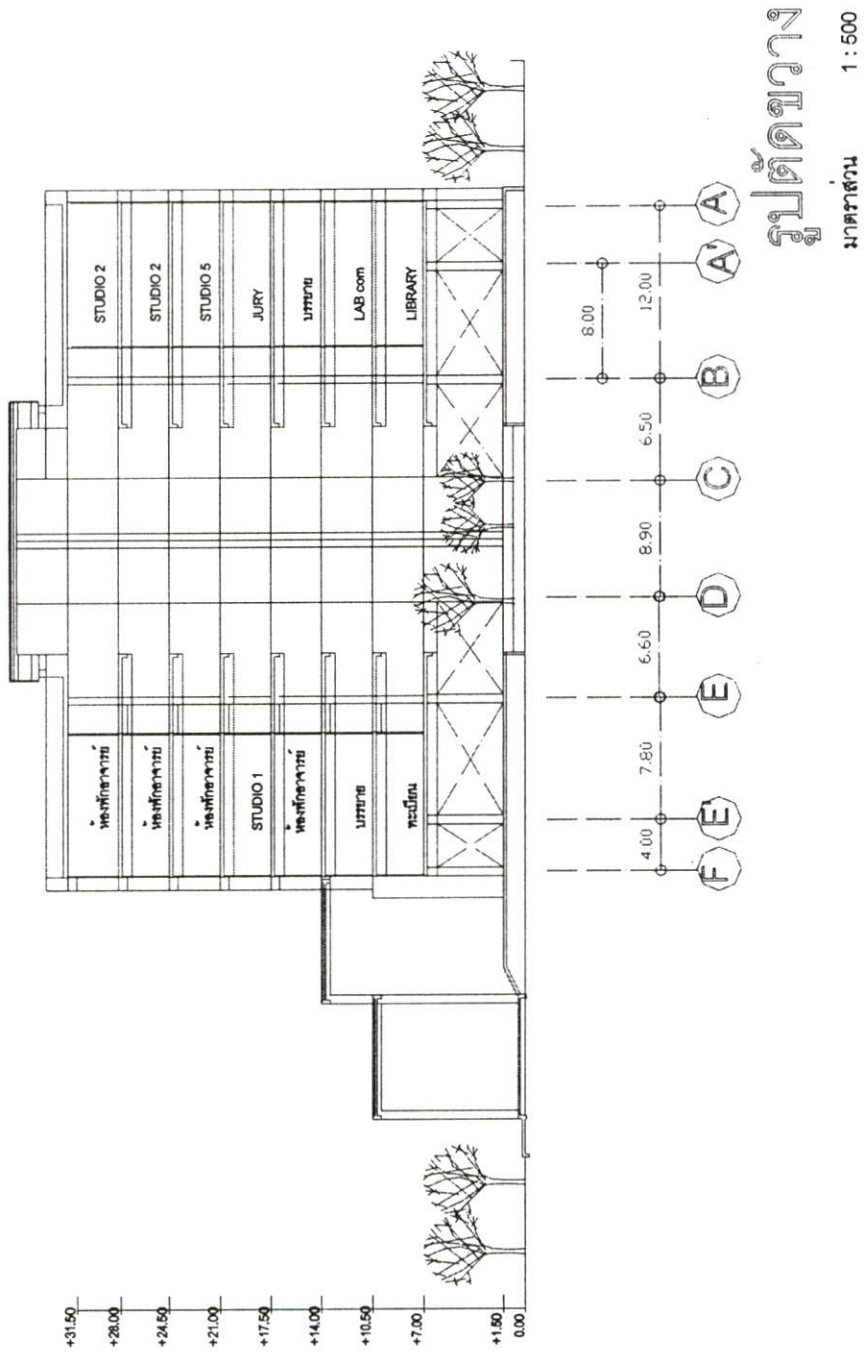 +31.50
+28.00
+24.50
+21.00
+17.50
+14.00
+10.50
+7.00
+1.50
0.00
ห้องพักอาจารย์
ห้องพักอาจารย์
ห้องพักอาจารย์
STUDIO 1
ห้องพักอาจารย์
บรรยาย
ทะเบียน
STUDIO 2
STUDIO 2
STUDIO 5
JURY
บรรยาย
LAB com
LIBRARY
8.00
4.00 7.80 6.60 8.90 6.50 12.00
F E' E D C B A' A
รูปตัดขวาง
มาตราส่วน 1 : 500